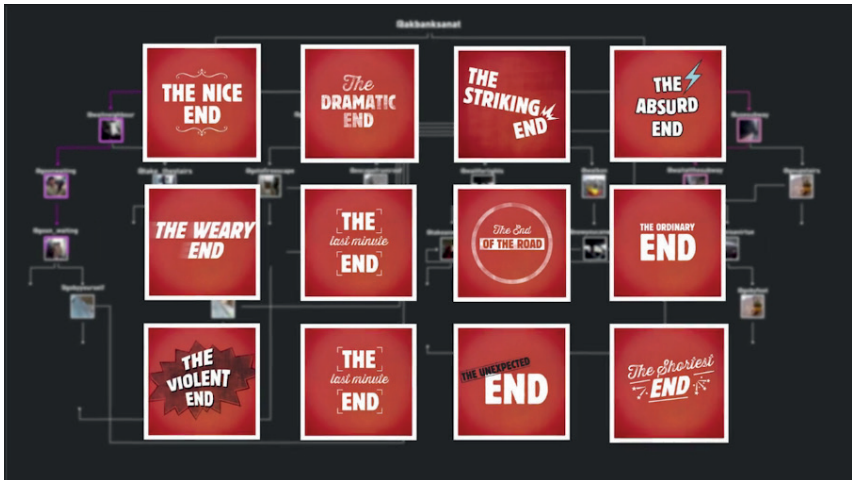 @akbanksanat
THE NICE
END
The
DRAMATIC
END
THE
STRIKING
END
THE
ABSURD
END
THE WEARY
END
THE
last minute
END
The End
OF THE ROAD
THE ORDINARY
END
THE
VIOLENT
END
THE
last minute
END
THE UNEXPECTED
END
The Shortest
END